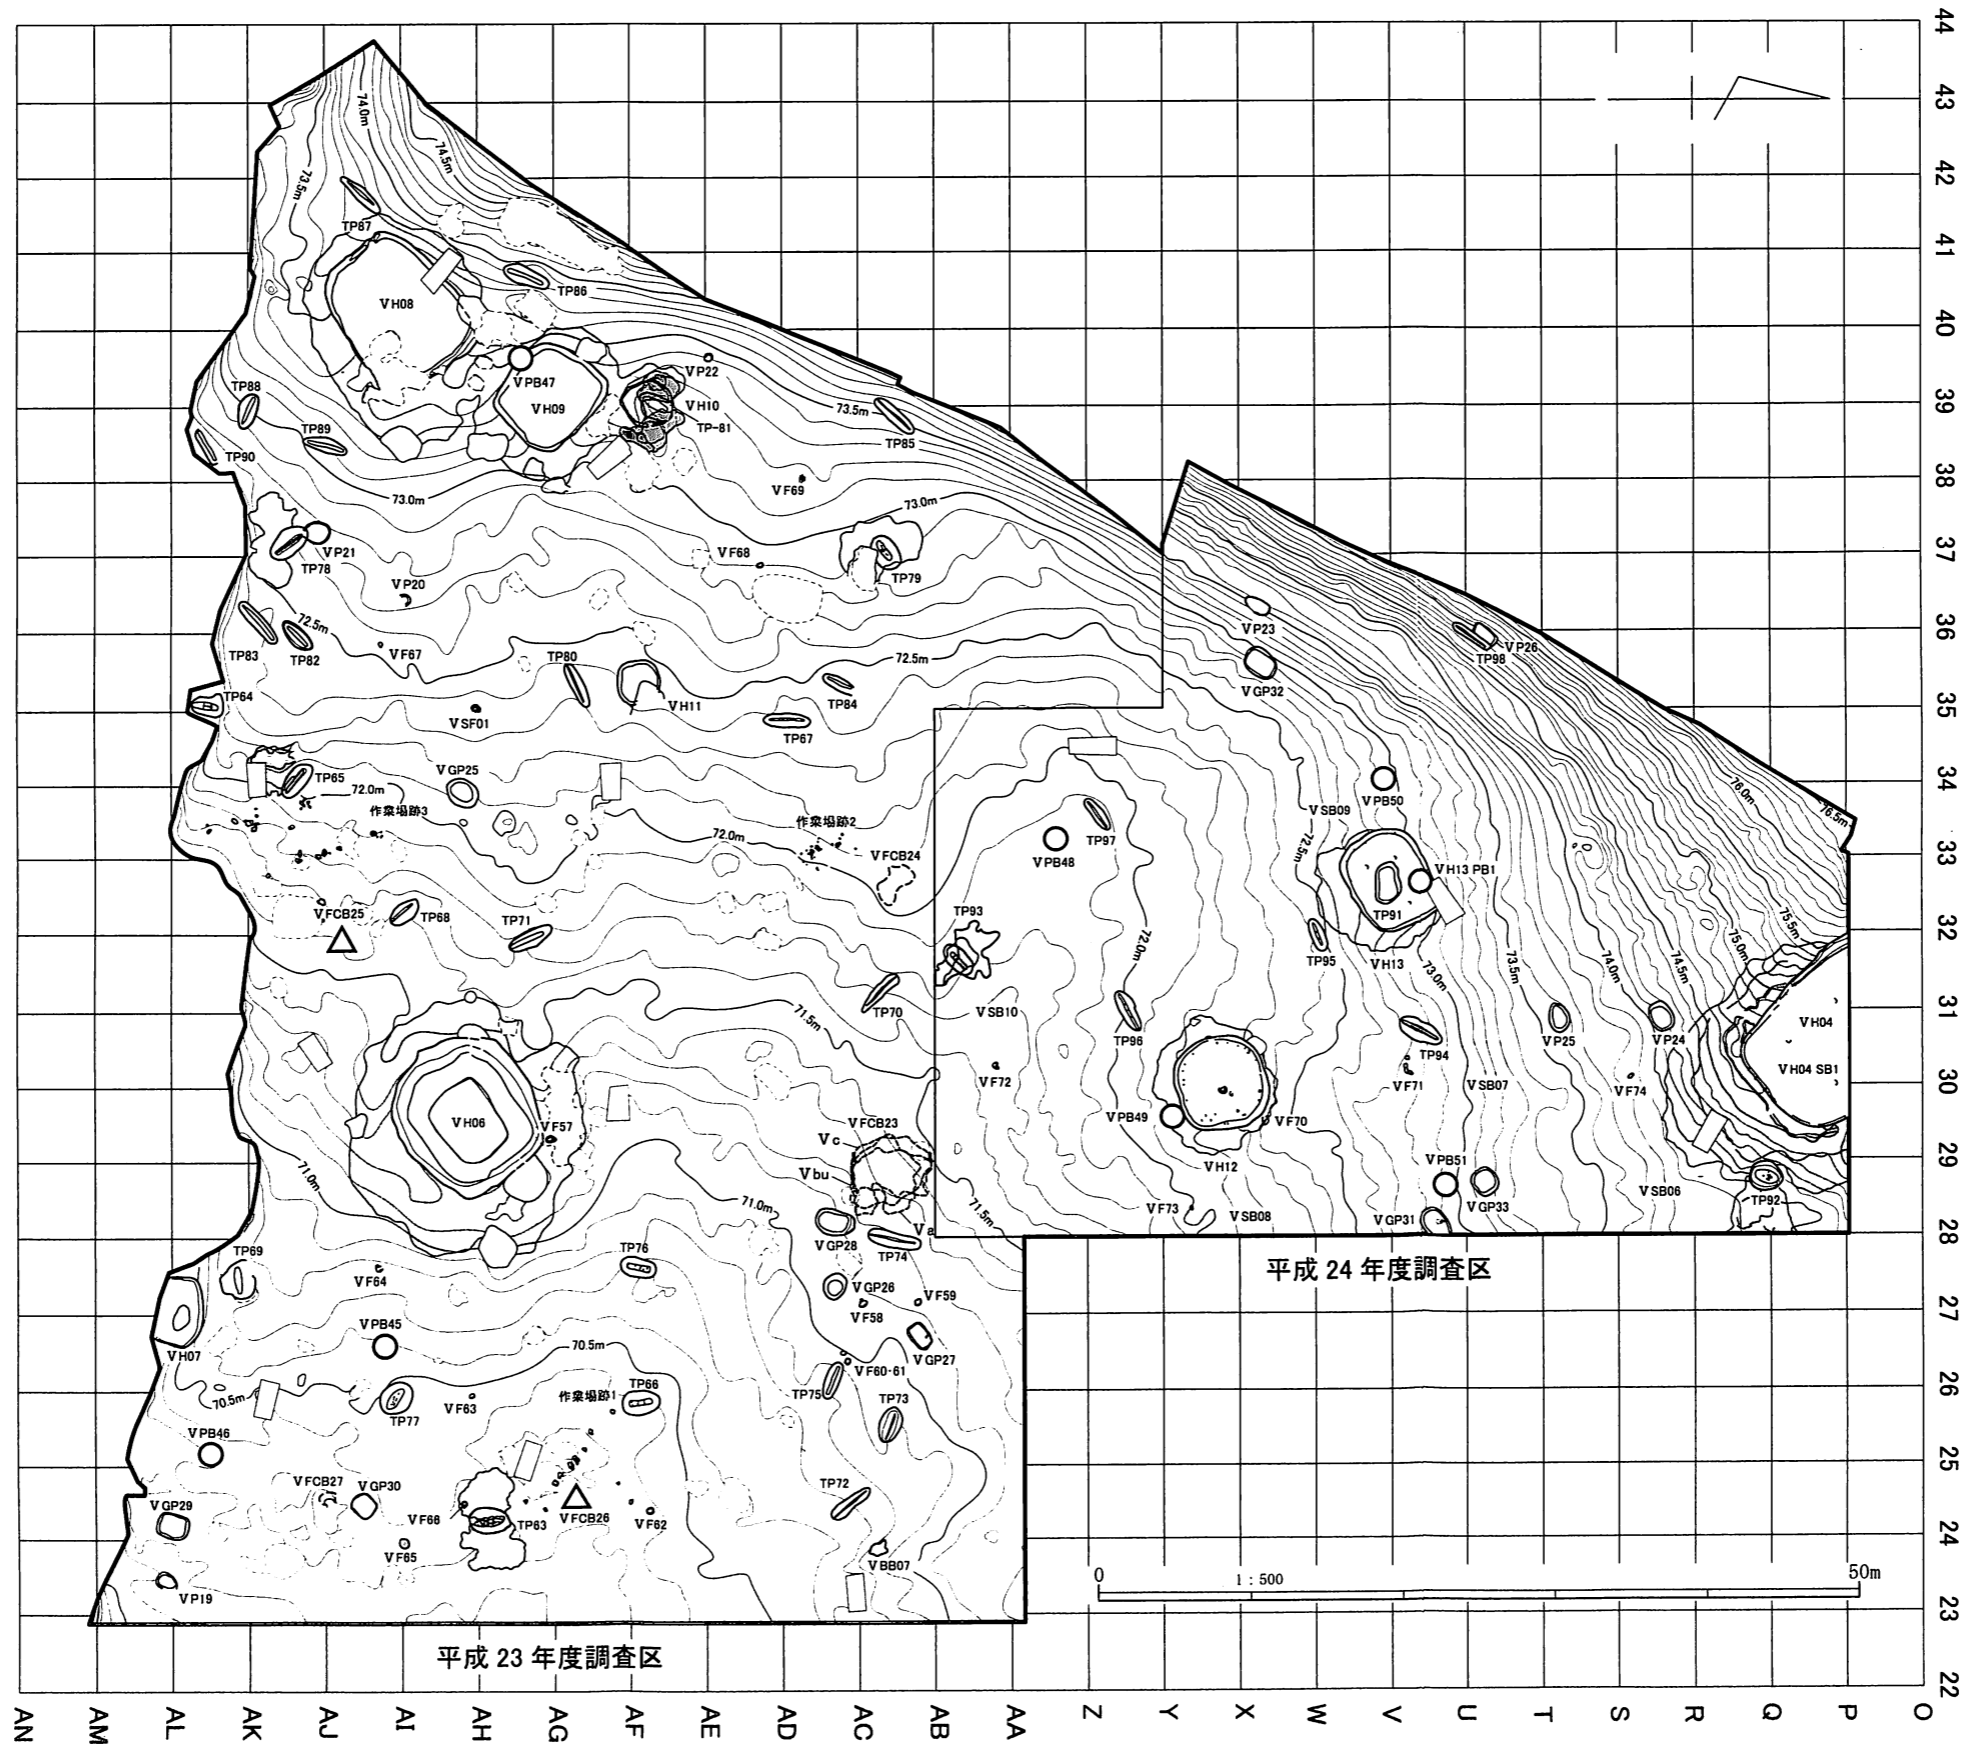 44
43
42
41
40
39
38
37
36
35
34
33
32
31
30
29
28
27
26
25
24
23
22
74.0m
74.5m
73.5m
TP87
TP86
VH08
VPB47
VH09
VP22
VH10
TP-81
73.5m
TP85
TP88
TP89
TP90
73.0m
VF69
73.0m
VP21
TP78
VF68
TP79
VP20
72.5m
TP83
TP82
VF67
TP80
72.5m
VP23
VGP32
TP98
VP26
TP64
VSF01
VH11
TP84
TP67
TP65
VGP25
72.0m
作業場跡3
72.0m
作業場跡2
VFCB24
VPB48
TP97
VSB09
VPB50
72.5m
76.0m
76.5m
VH13 PB1
TP91
VFCB25
TP68
TP71
TP93
72.0m
TP95
VH13
73.0m
73.5m
74.0m
74.5m
75.0m
75.5m
TP70
71.5m
VSB10
TP96
TP94
VP25
VP24
VH04
VH04 SB1
VF72
VF71
VSB07
VF74
VH06
VF57
VPB49
VF70
VFCB23
Vc
Vbu
Va
71.0m
71.0m
71.5m
VH12
VPB51
VGP33
VSB06
TP92
VF73
VSB08
VGP31
VGP28
TP74
TP69
TP76
VF64
VGP26
VF59
VF58
平成 24 年度調査区
VPB45
VH07
70.5m
VGP27
VF60·61
70.5m
TP77
VF63
作業場跡1
TP66
TP75
TP73
VPB46
VFCB27
VGP30
VGP29
VF66
TP63
VFCB26
VF62
TP72
VF65
VBB07
VP19
0
1:500
50m
平成 23 年度調査区
AN
AM
AL
AK
AJ
AI
AH
AG
AF
AE
AD
AC
AB
AA
Z
Y
X
W
V
U
T
S
R
Q
P
O